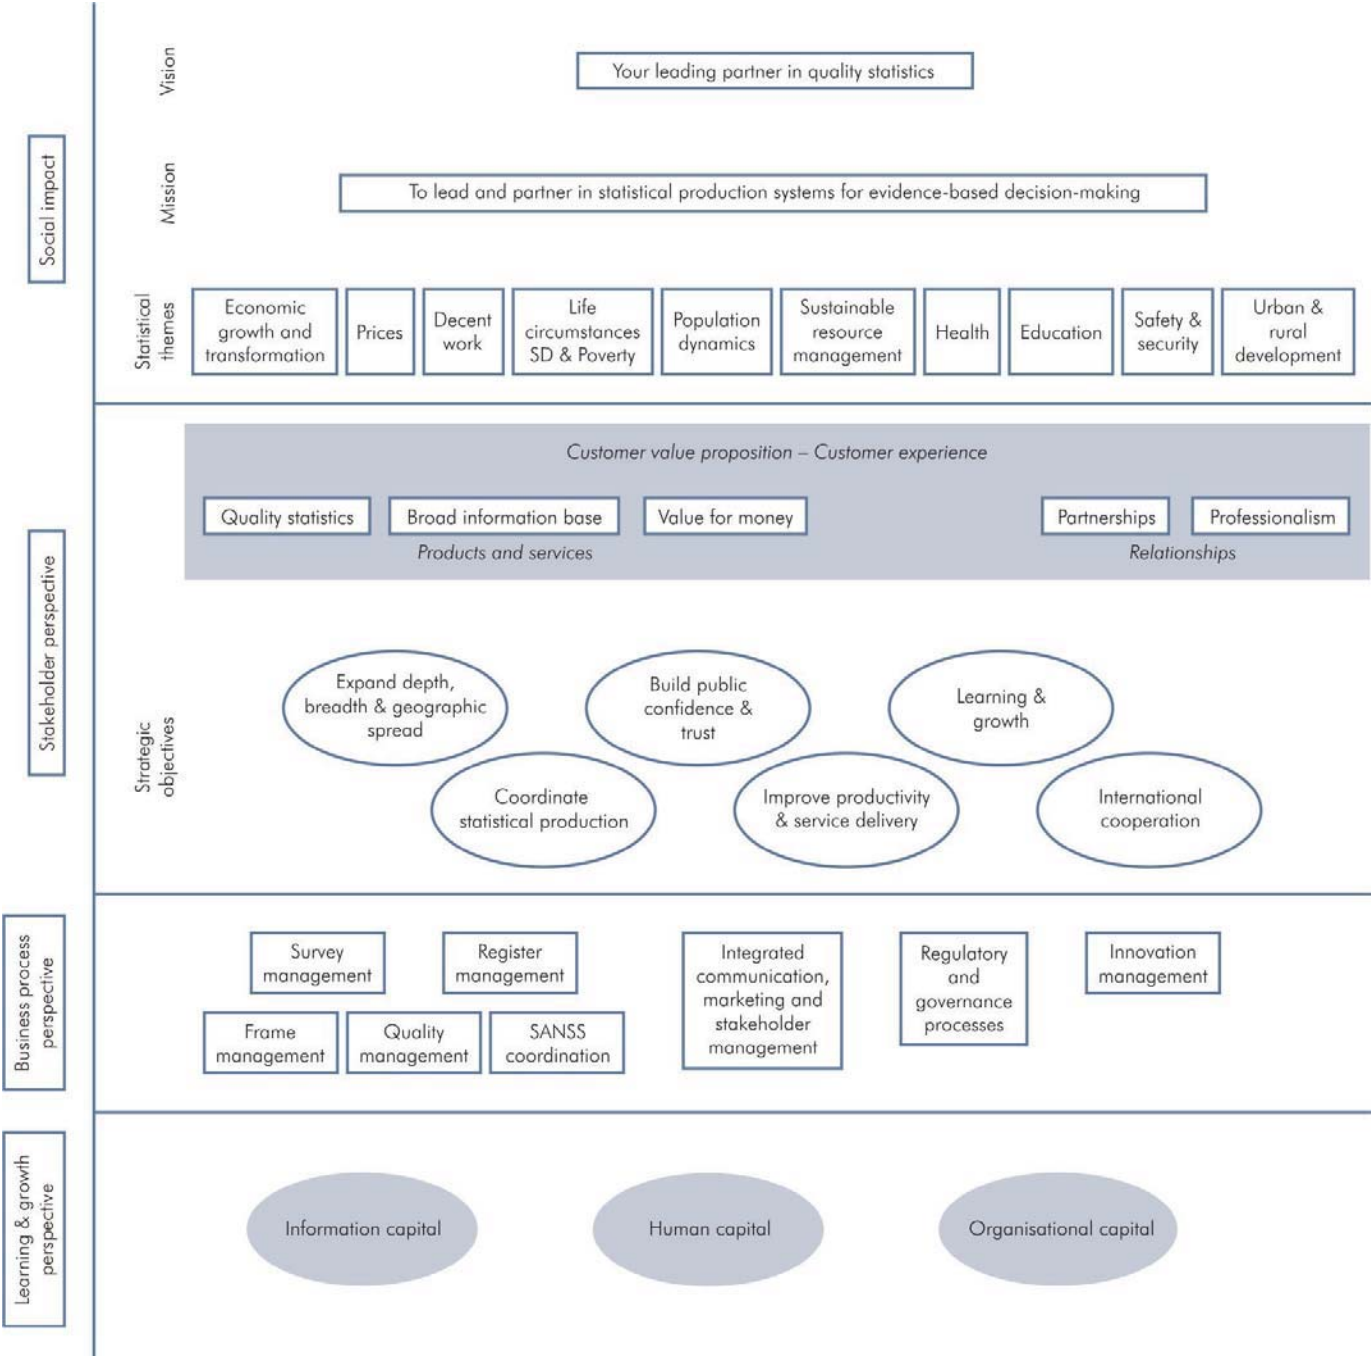 Social impact
Vision
Your leading partner in quality statistics
Mission
To lead and partner in statistical production systems for evidence-based decision-making
Statistical
themes
Economic
growth and
transformation
Prices
Decent
work
Life
circumstances
SD & Poverty
Population
dynamics
Sustainable
resource
management
Health
Education
Safety &
security
Urban &
rural
development
Stakeholder perspective
Customer value proposition – Customer experience
Quality statistics
Broad information base
Value for money
Products and services
Partnerships
Professionalism
Relationships
Strategic
objectives
Expand depth,
breadth & geographic
spread
Build public
confidence &
trust
Learning &
growth
Coordinate
statistical production
Improve productivity
& service delivery
International
cooperation
Business process
perspective
Survey
management
Register
management
Frame
management
Quality
management
SANSS
coordination
Integrated
communication,
marketing and
stakeholder
management
Regulatory
and
governance
processes
Innovation
management
Learning & growth
perspective
Information capital
Human capital
Organisational capital